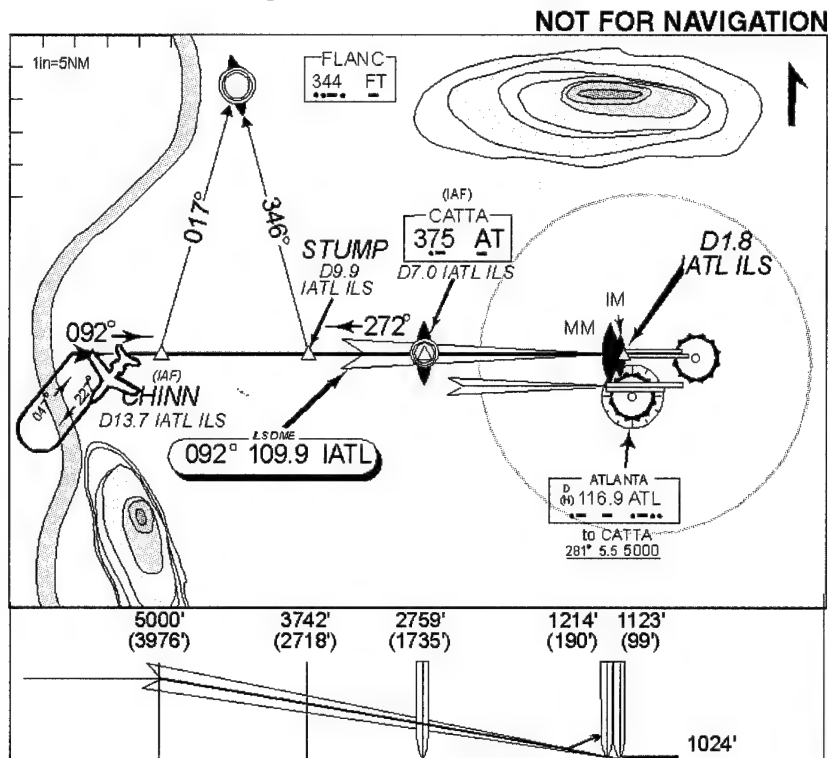 NOT FOR NAVIGATION
1in=5NM
FLANC
344 FT
(IAF)
CATTA
375 AT
D7.0 IATL ILS
017°
346°
STUMP
D9.9
IATL ILS
D1.8
IATL ILS
IM
MM
092°
272°
(IAF)
CHINN
D13.7 IATL ILS
047°
227°
ILS DME
092° 109.9 IATL
ATLANTA
D
(H) 116.9 ATL
to CATTA
281° 5.5 5000
5000' 3742' 2759' 1214' 1123'
(3976') (2718') (1735') (190') (99')
1024'